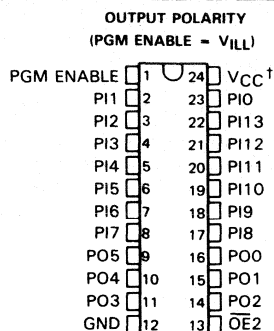 OUTPUT POLARITY
(PGM ENABLE = VILL)
PGM ENABLE 1 24 VCC†
PI1 2 23 PI0
PI2 3 22 PI13
PI3 4 21 PI12
PI4 5 20 PI11
PI5 6 19 PI10
PI6 7 18 PI9
PI7 8 17 PI8
PO5 9 16 PO0
PO4 10 15 PO1
PO3 11 14 PO2
GND 12 13 O̅E̅2